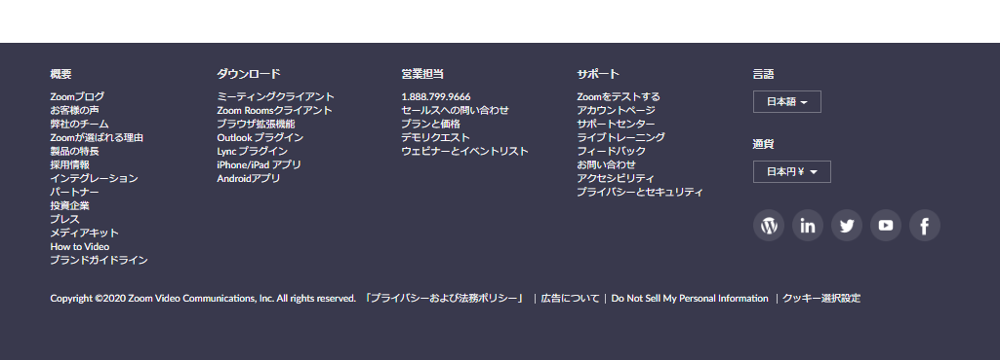 概要
Zoomブログ
お客様の声
弊社のチーム
Zoomが選ばれる理由
製品の特長
採用情報
インテグレーション
パートナー
投資企業
プレス
メディアキット
How to Video
ブランドガイドライン
ダウンロード
ミーティングクライアント
Zoom Roomsクライアント
ブラウザ拡張機能
Outlook プラグイン
Lync プラグイン
iPhone/iPad アプリ
Androidアプリ
営業担当
1.888.799.9666
セールスへの問い合わせ
プランと価格
デモリクエスト
ウェビナーとイベントリスト
サポート
Zoomをテストする
アカウントページ
サポートセンター
ライブトレーニング
フィードバック
お問い合わせ
アクセシビリティ
プライバシーとセキュリティ
言語
日本語
通貨
日本円 ¥
Copyright ©2020 Zoom Video Communications, Inc. All rights reserved. 「プライバシーおよび法務ポリシー」 | 広告について | Do Not Sell My Personal Information | クッキー選択設定